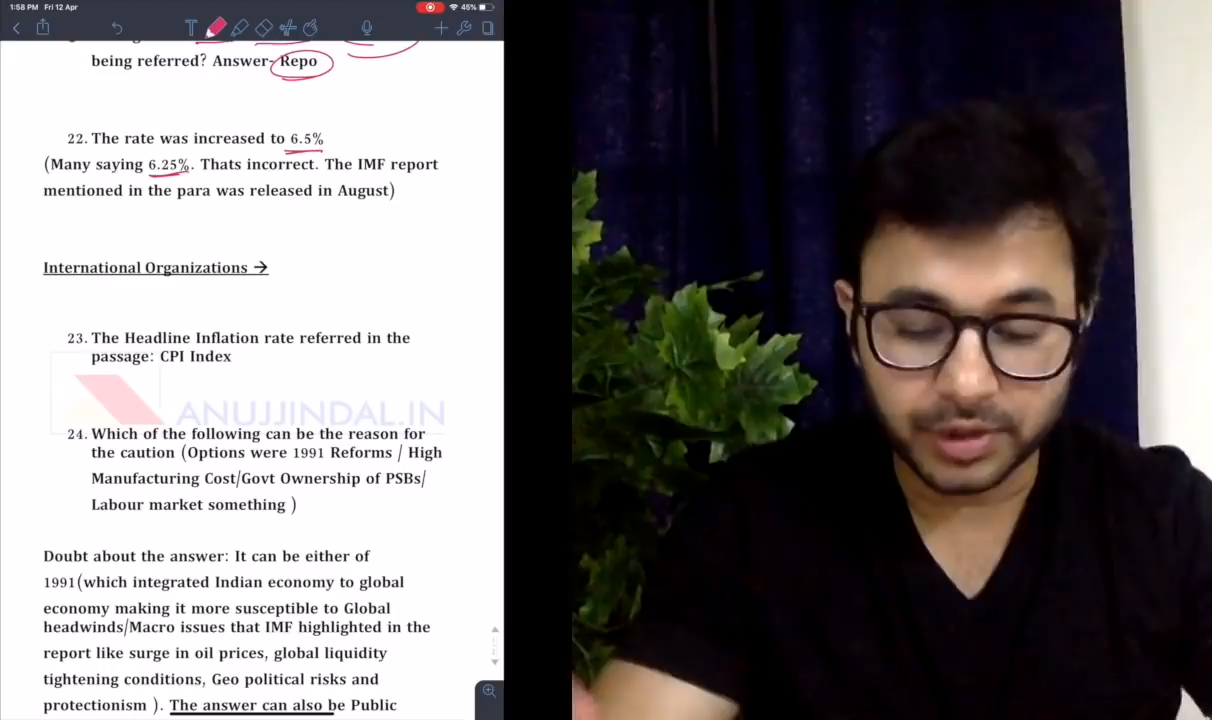 1:58 PM Fri 12 Apr
45%
being referred? Answer- Repo
22. The rate was increased to 6.5%
(Many saying 6.25%. Thats incorrect. The IMF report
mentioned in the para was released in August)
International Organizations →
23. The Headline Inflation rate referred in the
passage: CPI Index
ANUJJINDAL.IN
24. Which of the following can be the reason for
the caution (Options were 1991 Reforms / High
Manufacturing Cost/Govt Ownership of PSBs/
Labour market something )
Doubt about the answer: It can be either of
1991(which integrated Indian economy to global
economy making it more susceptible to Global
headwinds/Macro issues that IMF highlighted in the
report like surge in oil prices, global liquidity
tightening conditions, Geo political risks and
protectionism ). The answer can also be Public